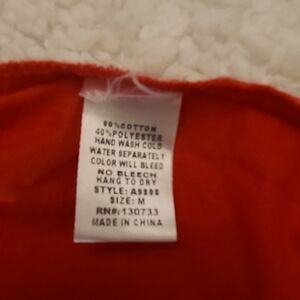 60%COTTON
40%POLYESTER
HAND WASH COLD
WATER SEPARATELY
COLOR WILL BLEED
NO BLEECH
HANG TO DRY
STYLE: A9808
SIZE: M
RN#:130733
MADE IN CHINA